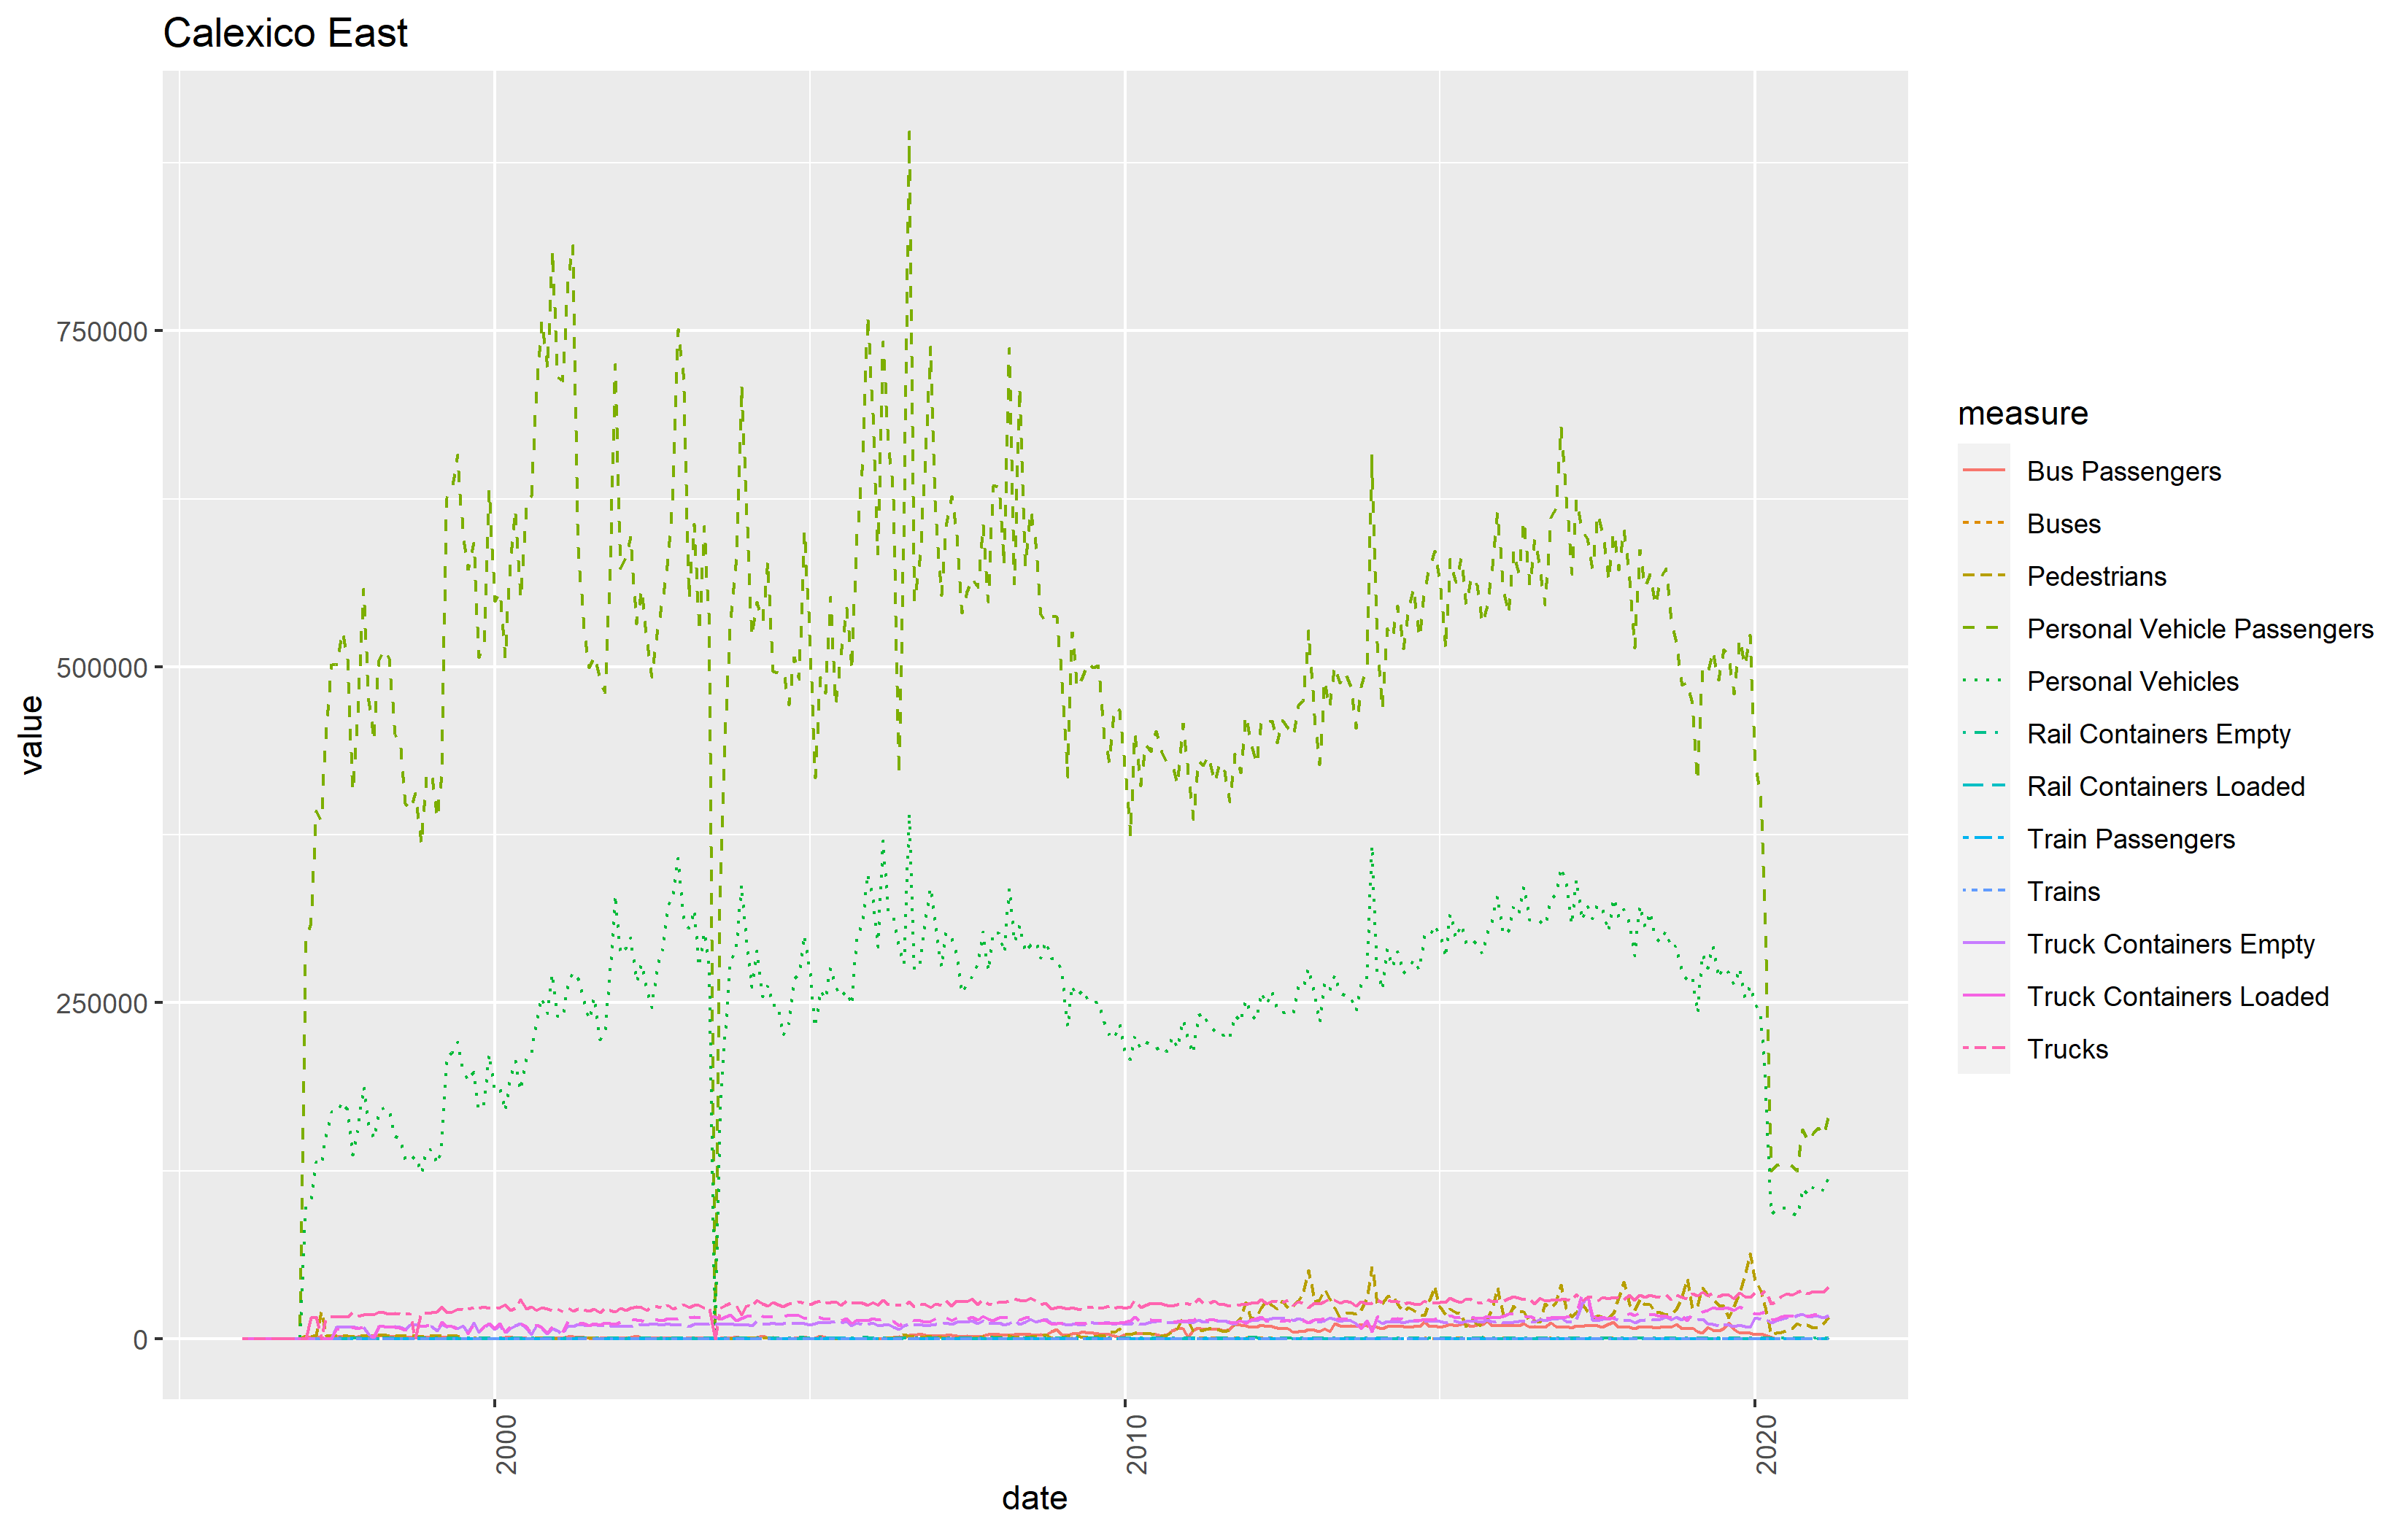 Calexico East
value
750000
500000
250000
0
2000
2010
2020
date
measure
Bus Passengers
Buses
Pedestrians
Personal Vehicle Passengers
Personal Vehicles
Rail Containers Empty
Rail Containers Loaded
Train Passengers
Trains
Truck Containers Empty
Truck Containers Loaded
Trucks